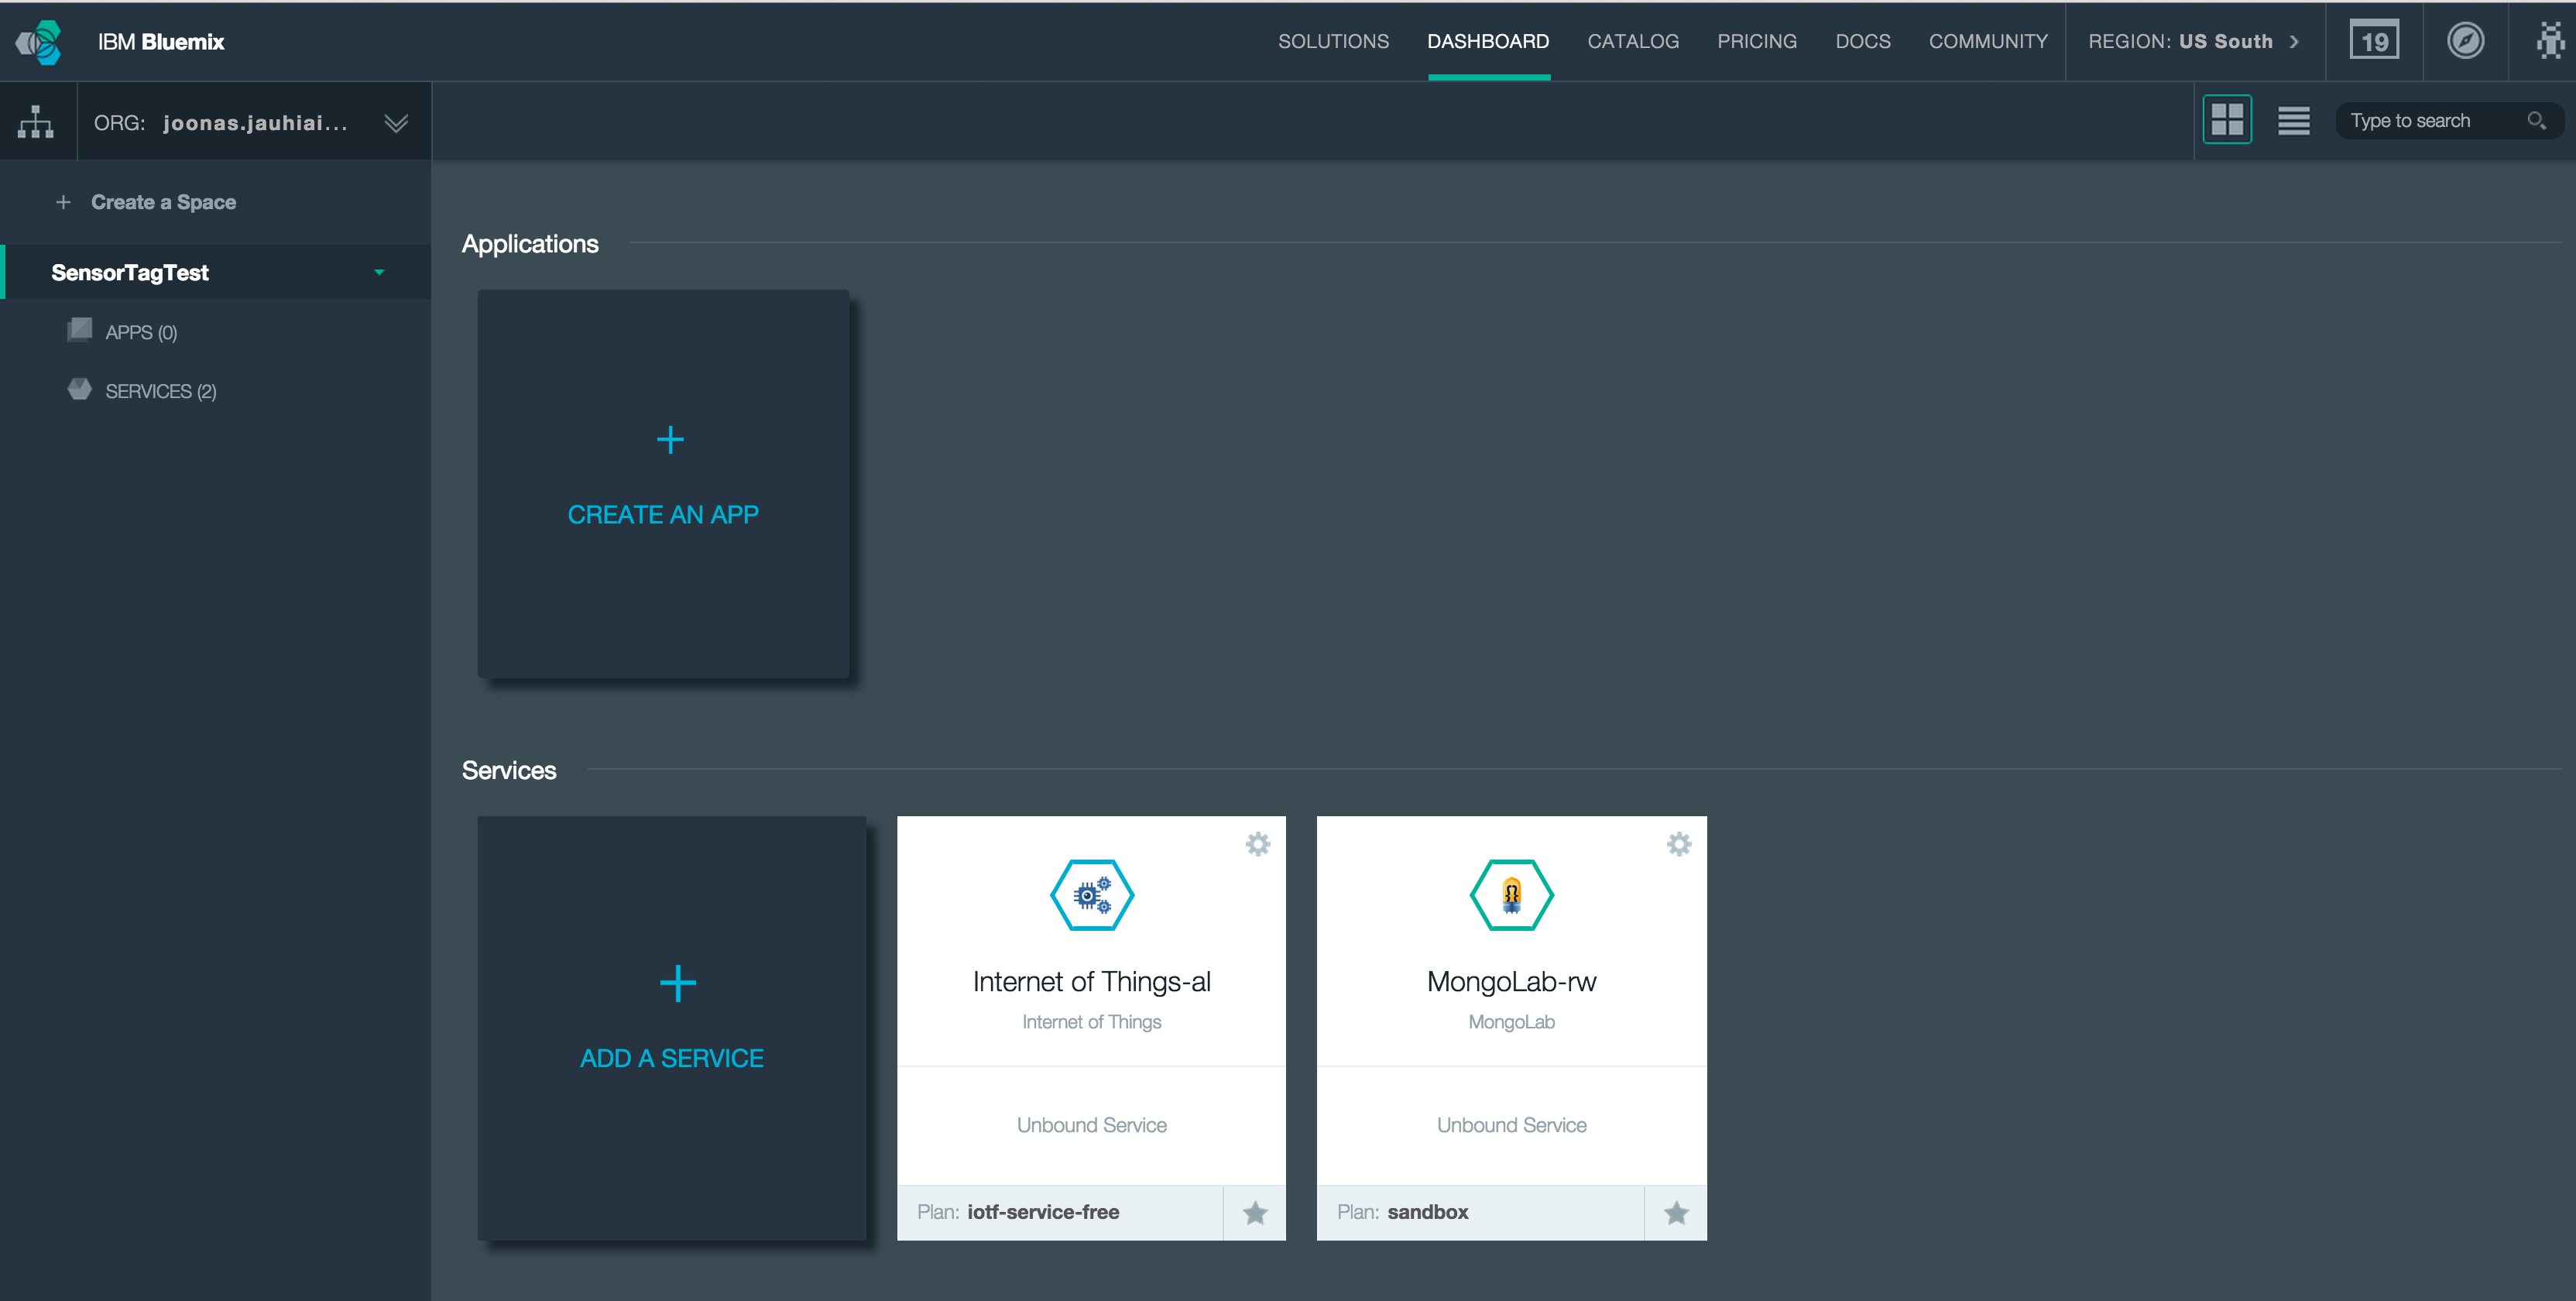 IBM Bluemix
SOLUTIONS DASHBOARD CATALOG PRICING DOCS COMMUNITY REGION: US South 19
ORG: joonas.jauhiai...
Type to search
+ Create a Space
SensorTagTest
APPS (0)
SERVICES (2)
Applications
+
CREATE AN APP
Services
+
ADD A SERVICE
Internet of Things-al
Internet of Things
Unbound Service
Plan: iotf-service-free
MongoLab-rw
MongoLab
Unbound Service
Plan: sandbox